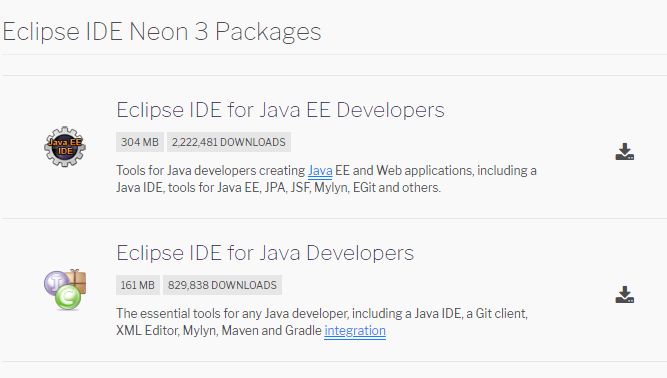 Eclipse IDE Neon 3 Packages
Eclipse IDE for Java EE Developers
304 MB 2,222,481 DOWNLOADS
Java EE
IDE
Tools for Java developers creating Java EE and Web applications, including a
Java IDE, tools for Java EE, JPA, JSF, Mylyn, EGit and others.
Eclipse IDE for Java Developers
161 MB 829,838 DOWNLOADS
J
C
The essential tools for any Java developer, including a Java IDE, a Git client,
XML Editor, Mylyn, Maven and Gradle integration